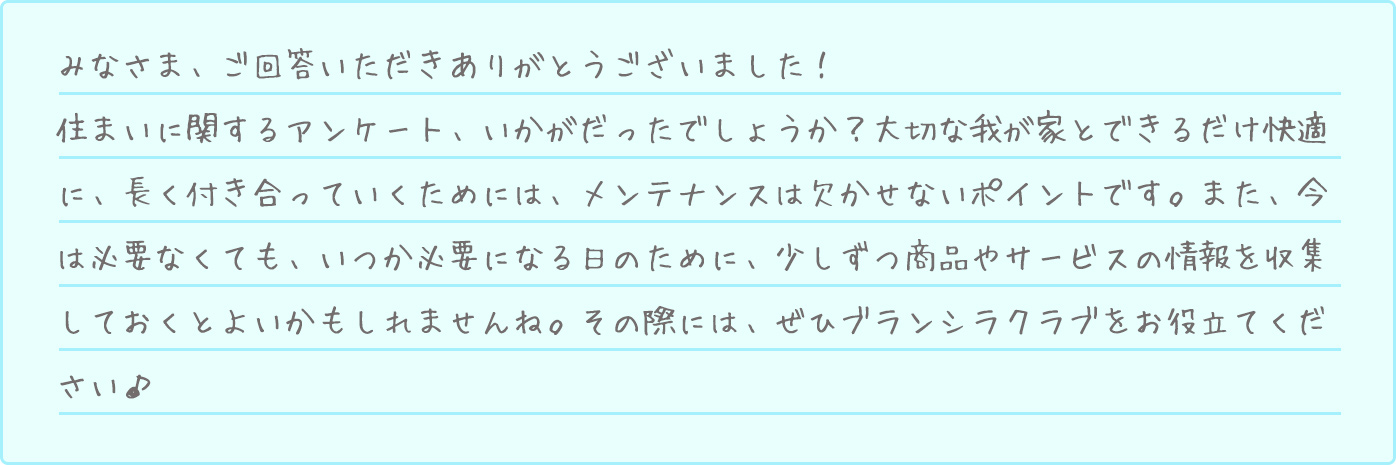 みなさま、ご回答いただきありがとうございました！
住まいに関するアンケート、いかがだったでしょうか？大切な我が家とできるだけ快適
に、長く付き合っていくためには、メンテナンスは欠かせないポイントです。また、今
は必要なくても、いつか必要になる日のために、少しずつ商品やサービスの情報を収集
しておくとよいかもしれませんね。その際には、ぜひブランシラクラブをお役立てくだ
さい♪